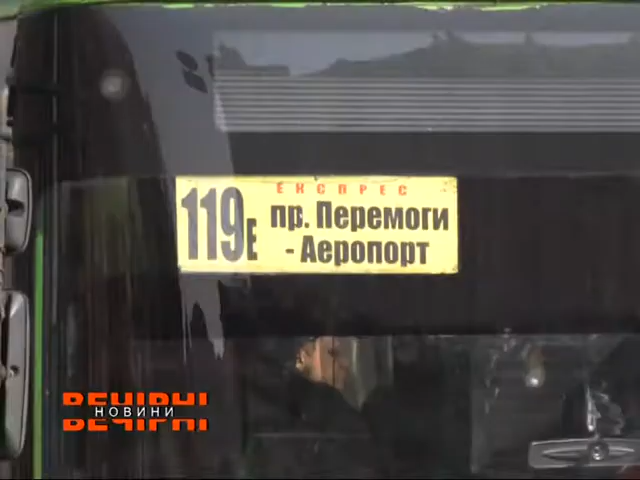 ЕКСПРЕС
119Е пр. Перемоги
- Аеропорт
ВЕЧІРНІ
НОВИНИ